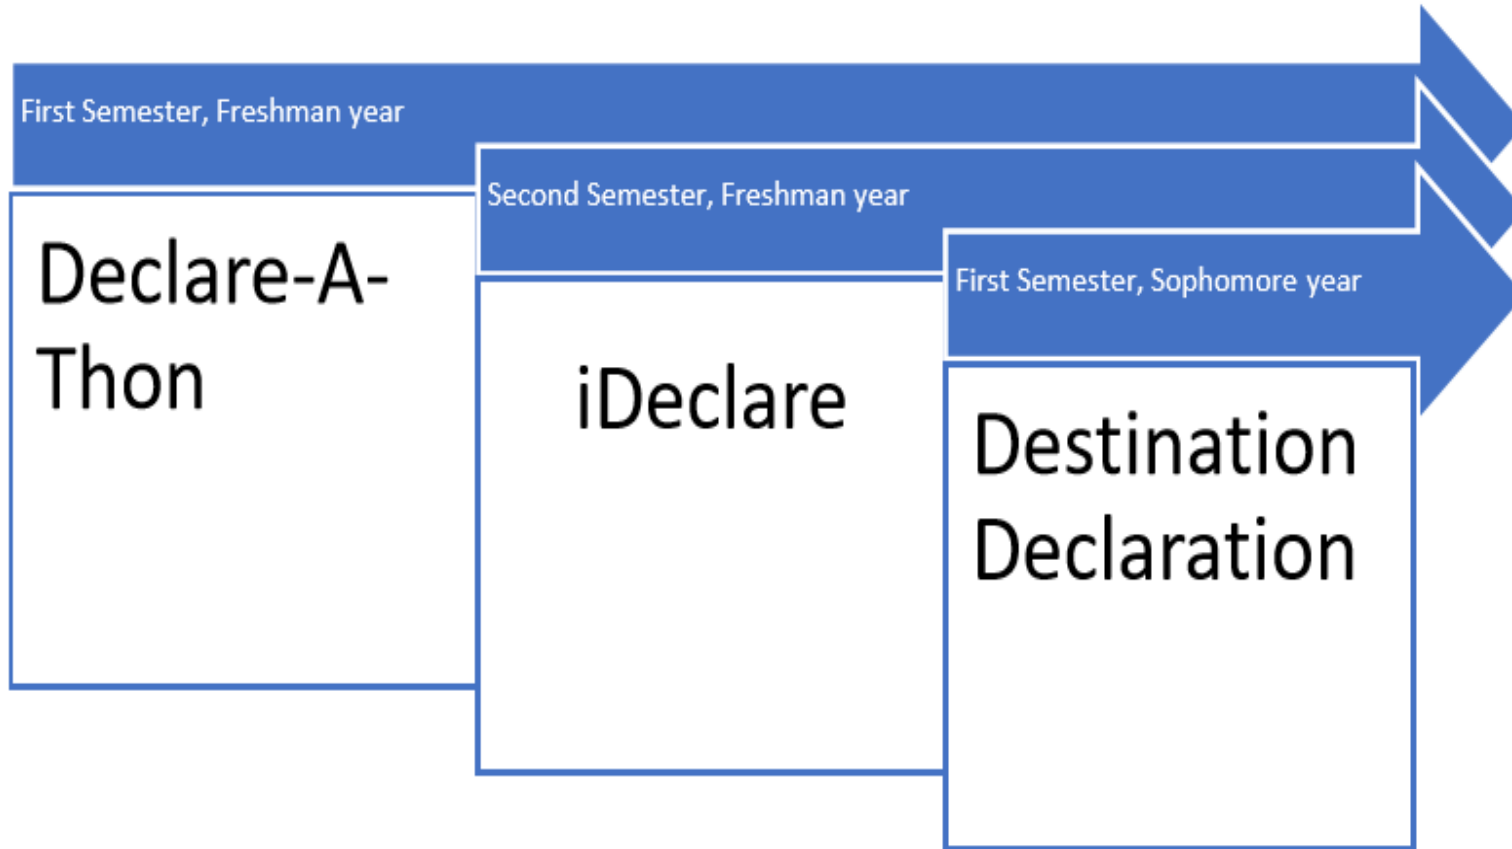 First Semester, Freshman year
Declare-A-
Thon
Second Semester, Freshman year
iDeclare
First Semester, Sophomore year
Destination
Declaration